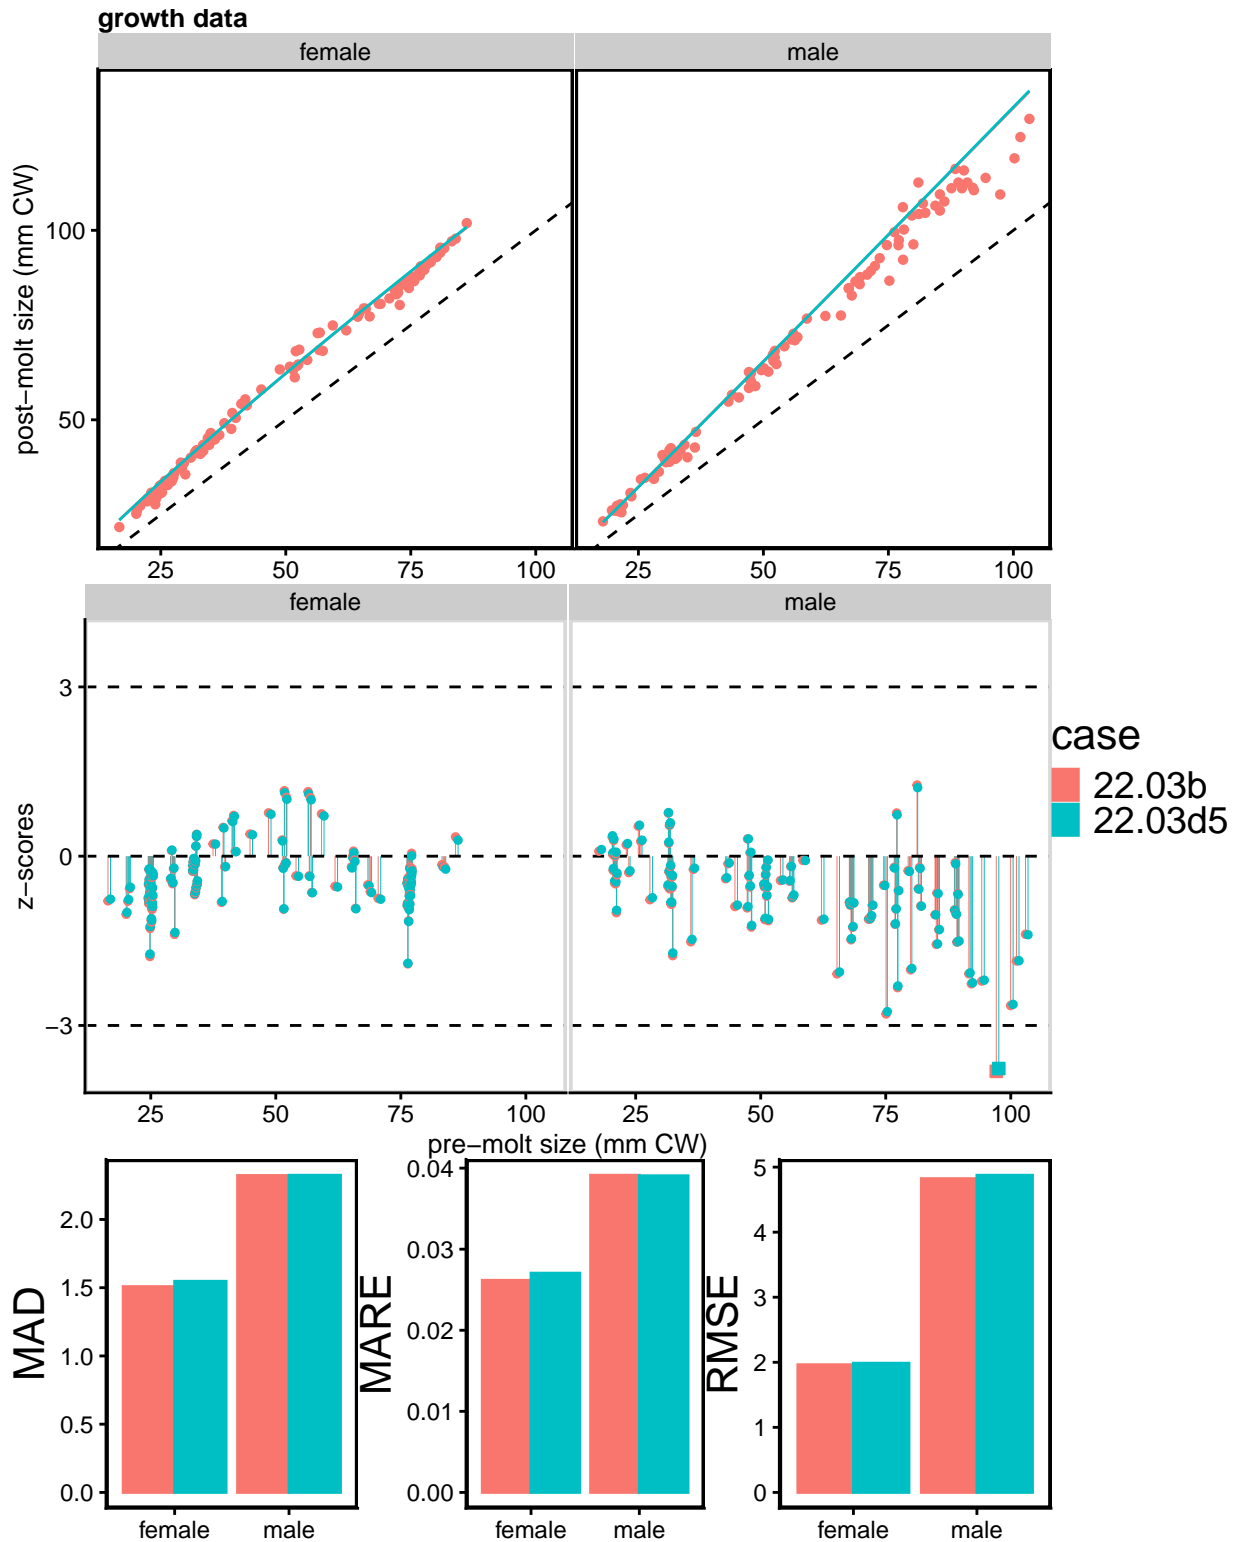 growth data
female male
post−molt size (mm CW)
100
50
25 50 75 100 25 50 75 100
female male
z−scores
3
0
−3
25 50 75 100 25 50 75 100
pre−molt size (mm CW)
case
22.03b
22.03d5
MAD
2.0
1.5
1.0
0.5
0.0
female male
MARE
0.04
0.03
0.02
0.01
0.00
female male
RMSE
5
4
3
2
1
0
female male